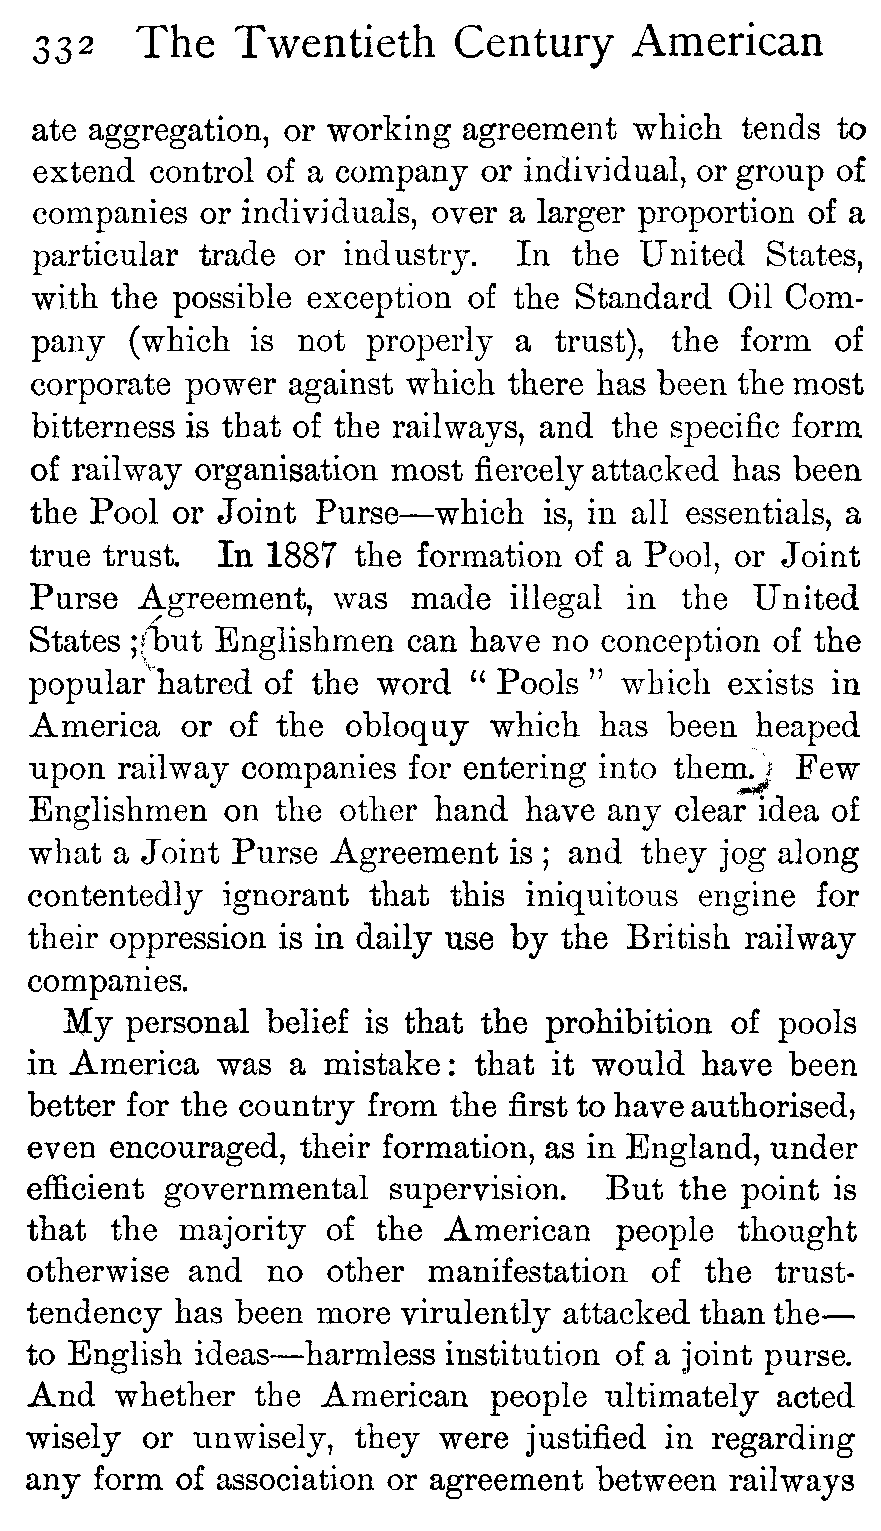 332 The Twentieth Century American
ate aggregation, or working agreement which tends to
extend control of a company or individual, or group of
companies or individuals, over a larger proportion of a
particular trade or industry. In the United States,
with the possible exception of the Standard Oil Com-
pany (which is not properly a trust), the form of
corporate power against which there has been the most
bitterness is that of the railways, and the specific form
of railway organisation most fiercely attacked has been
the Pool or Joint Purse—which is, in all essentials, a
true trust. In 1887 the formation of a Pool, or Joint
Purse Agreement, was made illegal in the United
States ; but Englishmen can have no conception of the
popular hatred of the word “ Pools ” which exists in
America or of the obloquy which has been heaped
upon railway companies for entering into them. Few
Englishmen on the other hand have any clear idea of
what a Joint Purse Agreement is ; and they jog along
contentedly ignorant that this iniquitous engine for
their oppression is in daily use by the British railway
companies.
My personal belief is that the prohibition of pools
in America was a mistake: that it would have been
better for the country from the first to have authorised,
even encouraged, their formation, as in England, under
efficient governmental supervision. But the point is
that the majority of the American people thought
otherwise and no other manifestation of the trust-
tendency has been more virulently attacked than the—
to English ideas—harmless institution of a joint purse.
And whether the American people ultimately acted
wisely or unwisely, they were justified in regarding
any form of association or agreement between railways